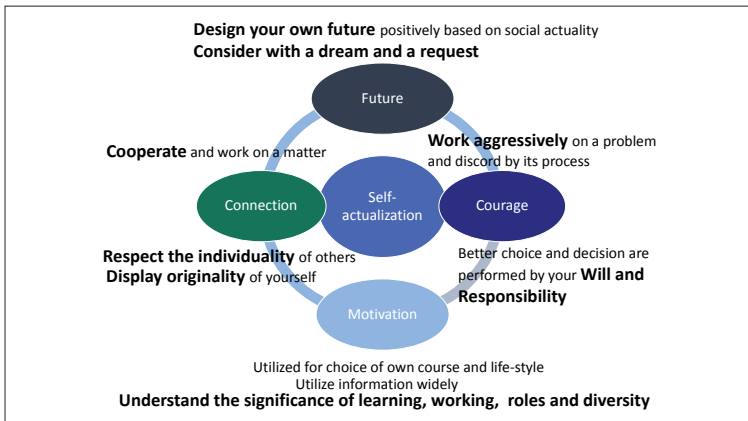 Design your own future positively based on social actuality
Consider with a dream and a request
Future
Work aggressively on a problem
and discord by its process
Cooperate and work on a matter
Connection
Self-
actualization
Courage
Respect the individuality of others
Display originality of yourself
Better choice and decision are
performed by your Will and
Responsibility
Motivation
Utilized for choice of own course and life-style
Utilize information widely
Understand the significance of learning, working, roles and diversity